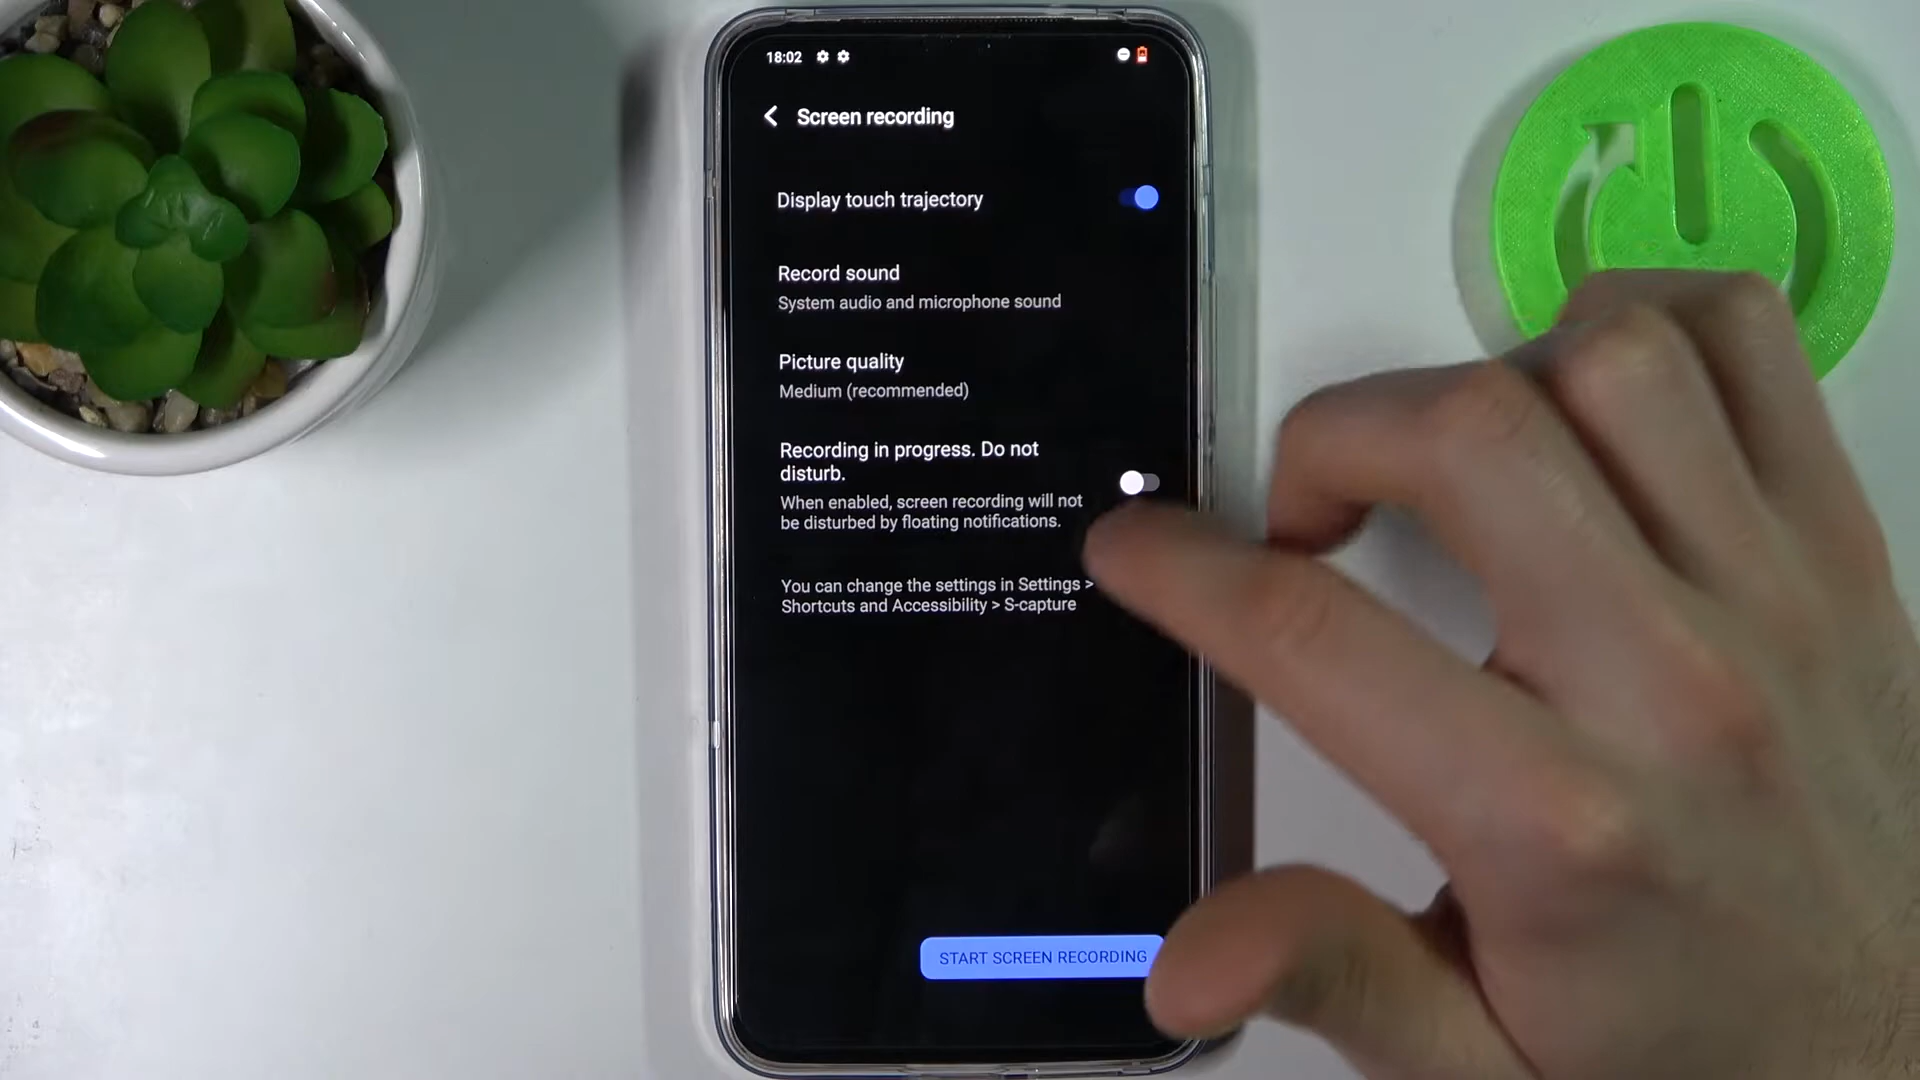 18:02
Screen recording
Display touch trajectory
Record sound
System audio and microphone sound
Picture quality
Medium (recommended)
Recording in progress. Do not
disturb.
When enabled, screen recording will not
be disturbed by floating notifications.
You can change the settings in Settings >
Shortcuts and Accessibility > S-capture
START SCREEN RECORDING